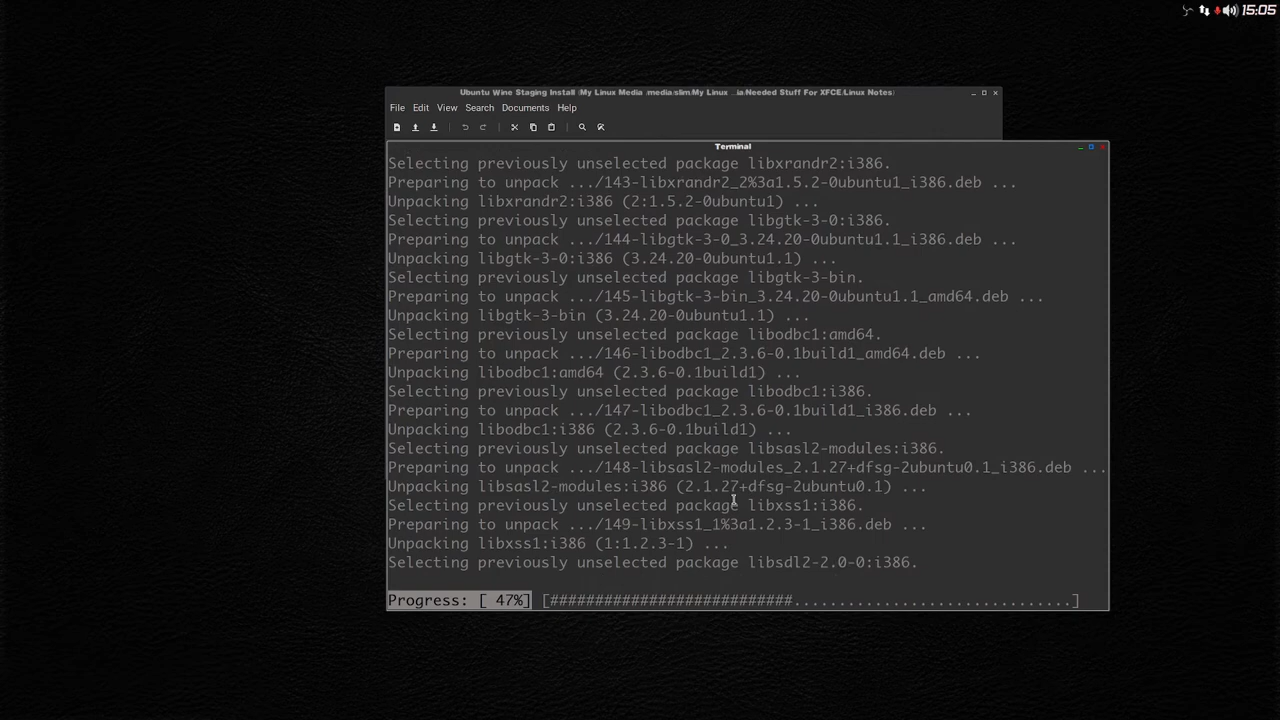 15:05
Ubuntu Wine Staging Install (My Linux Media /media/slim/My Linux ...ia/Needed Stuff For XFCE/Linux Notes)
File Edit View Search Documents Help
Terminal
Selecting previously unselected package libxrandr2:i386.
Preparing to unpack .../143-libxrandr2_2%3a1.5.2-0ubuntu1_i386.deb ...
Unpacking libxrandr2:i386 (2:1.5.2-0ubuntu1) ...
Selecting previously unselected package libgtk-3-0:i386.
Preparing to unpack .../144-libgtk-3-0_3.24.20-0ubuntu1.1_i386.deb ...
Unpacking libgtk-3-0:i386 (3.24.20-0ubuntu1.1) ...
Selecting previously unselected package libgtk-3-bin.
Preparing to unpack .../145-libgtk-3-bin_3.24.20-0ubuntu1.1_amd64.deb ...
Unpacking libgtk-3-bin (3.24.20-0ubuntu1.1) ...
Selecting previously unselected package libodbc1:amd64.
Preparing to unpack .../146-libodbc1_2.3.6-0.1build1_amd64.deb ...
Unpacking libodbc1:amd64 (2.3.6-0.1build1) ...
Selecting previously unselected package libodbc1:i386.
Preparing to unpack .../147-libodbc1_2.3.6-0.1build1_i386.deb ...
Unpacking libodbc1:i386 (2.3.6-0.1build1) ...
Selecting previously unselected package libsasl2-modules:i386.
Preparing to unpack .../148-libsasl2-modules_2.1.27+dfsg-2ubuntu0.1_i386.deb ...
Unpacking libsasl2-modules:i386 (2.1.27+dfsg-2ubuntu0.1) ...
Selecting previously unselected package libxss1:i386.
Preparing to unpack .../149-libxss1_1%3a1.2.3-1_i386.deb ...
Unpacking libxss1:i386 (1:1.2.3-1) ...
Selecting previously unselected package libsdl2-2.0-0:i386.
Progress: [ 47%] [###########################...............................]